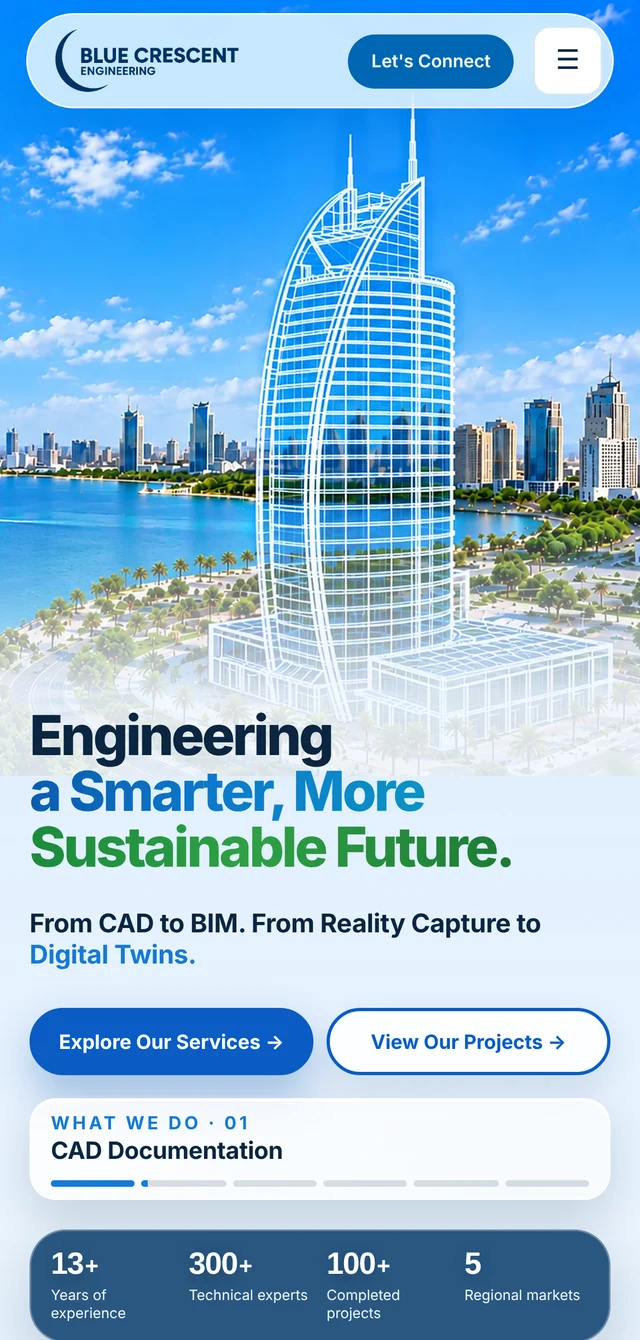 BLUE CRESCENT
ENGINEERING
Let's Connect
☰
Engineering
a Smarter, More
Sustainable Future.
From CAD to BIM. From Reality Capture to
Digital Twins.
Explore Our Services →
View Our Projects →
WHAT WE DO · 01
CAD Documentation
13+
Years of
experience
300+
Technical experts
100+
Completed
projects
5
Regional markets